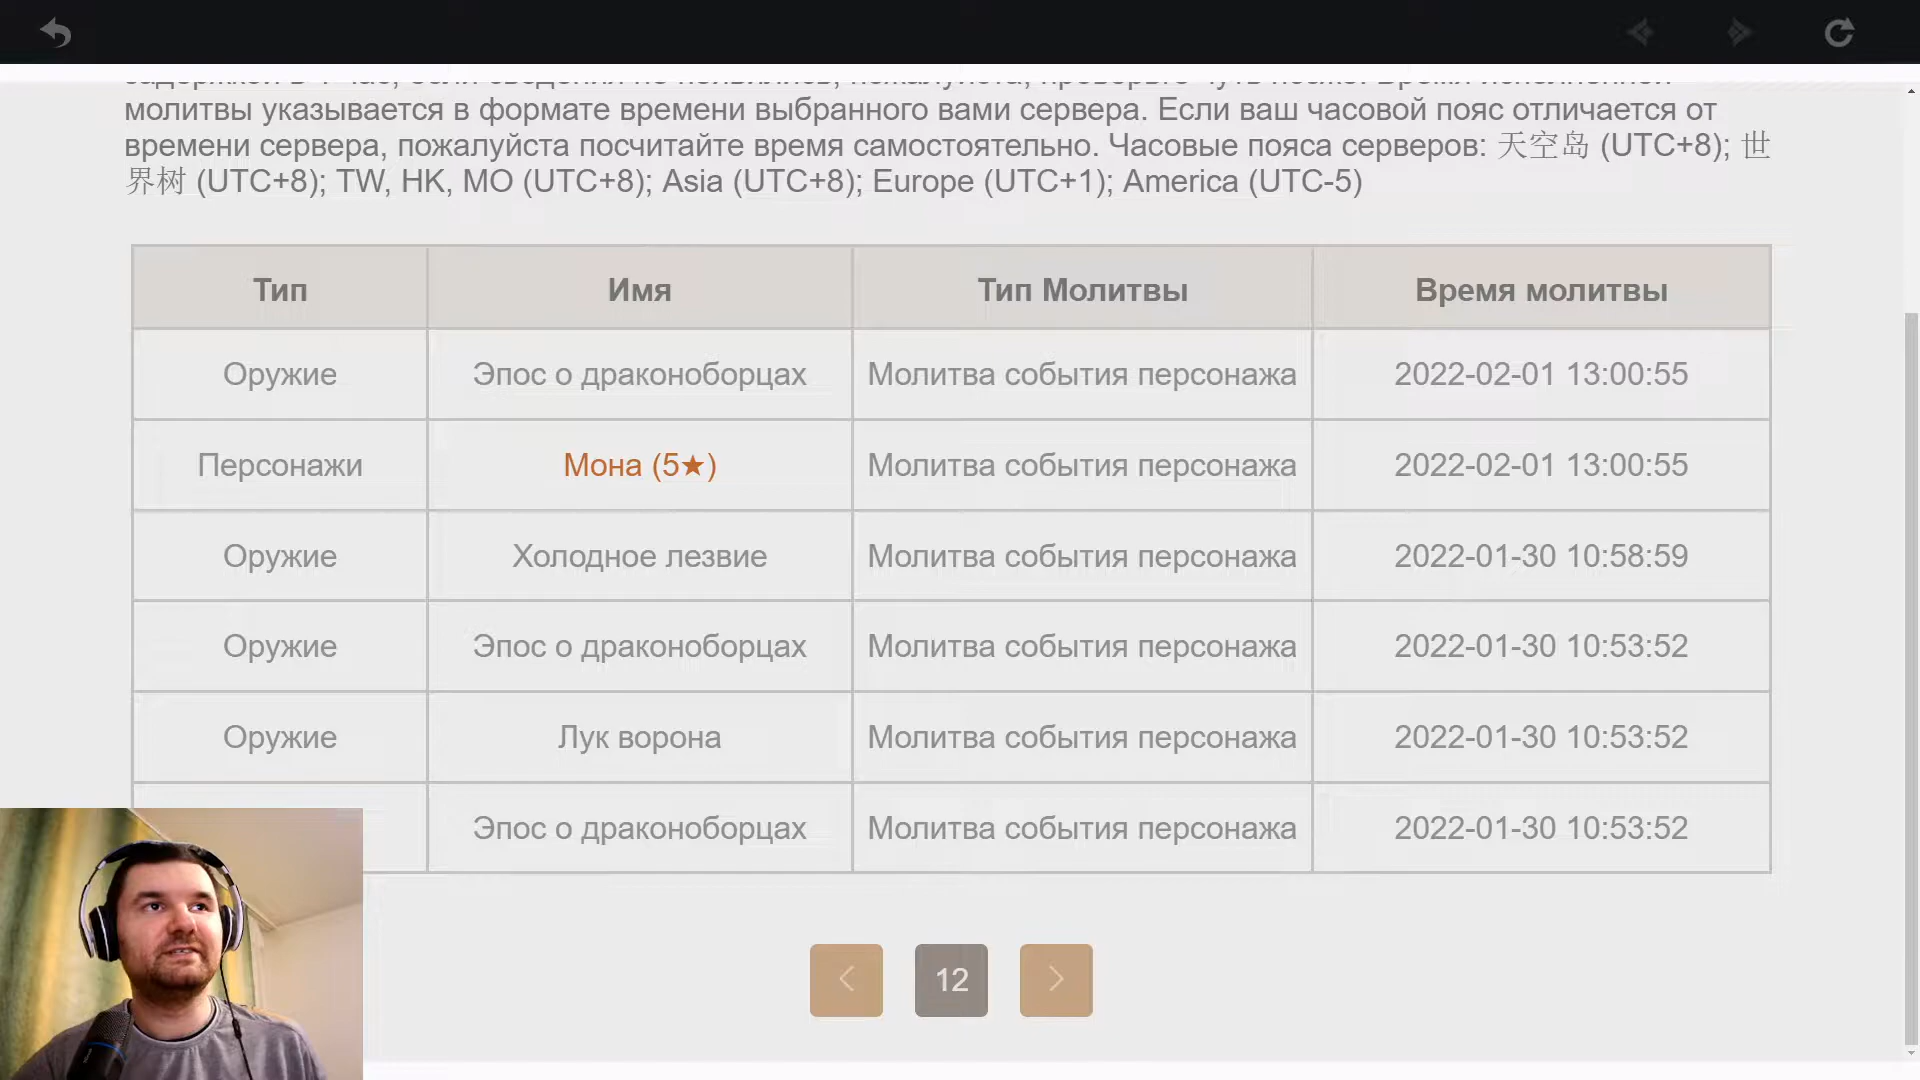 молитвы указывается в формате времени выбранного вами сервера. Если ваш часовой пояс отличается от
времени сервера, пожалуйста посчитайте время самостоятельно. Часовые пояса серверов: 天空岛 (UTC+8); 世
界树 (UTC+8); TW, HK, MO (UTC+8); Asia (UTC+8); Europe (UTC+1); America (UTC-5)
Тип Имя Тип Молитвы Время молитвы
Оружие Эпос о драконоборцах Молитва события персонажа 2022-02-01 13:00:55
Персонажи Мона (5★) Молитва события персонажа 2022-02-01 13:00:55
Оружие Холодное лезвие Молитва события персонажа 2022-01-30 10:58:59
Оружие Эпос о драконоборцах Молитва события персонажа 2022-01-30 10:53:52
Оружие Лук ворона Молитва события персонажа 2022-01-30 10:53:52
Эпос о драконоборцах Молитва события персонажа 2022-01-30 10:53:52
12